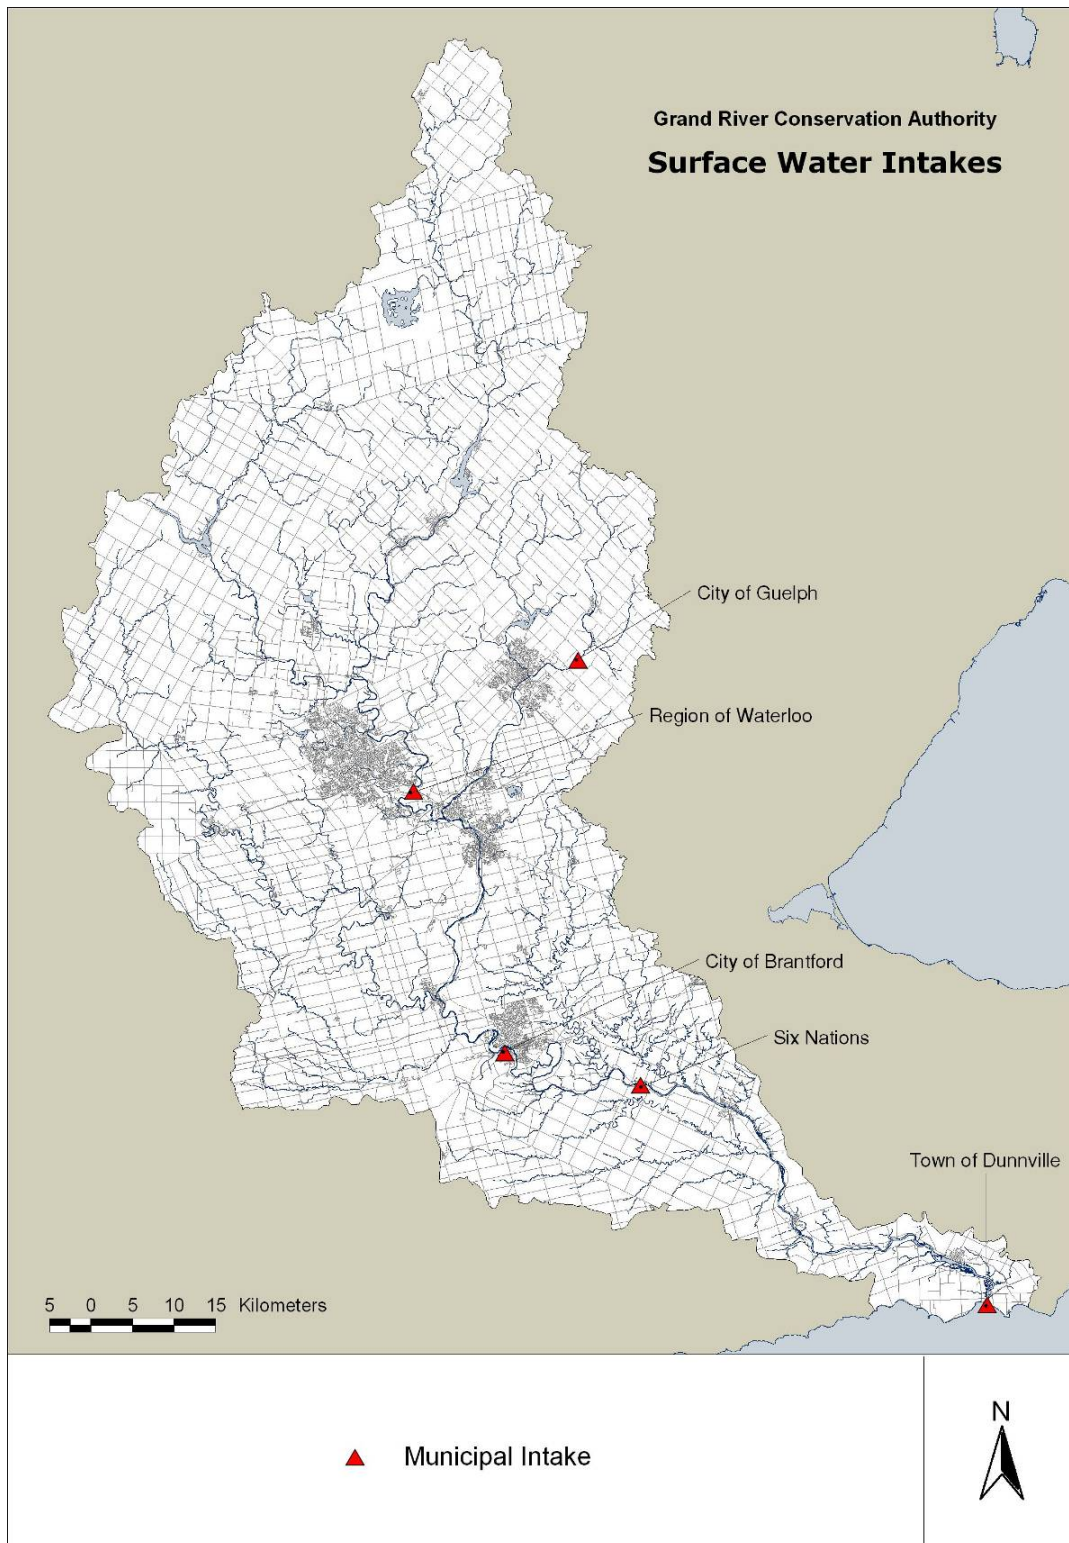 Grand River Conservation Authority
Surface Water Intakes
City of Guelph
Region of Waterloo
City of Brantford
Six Nations
Town of Dunnville
5 0 5 10 15 Kilometers
Municipal Intake
N